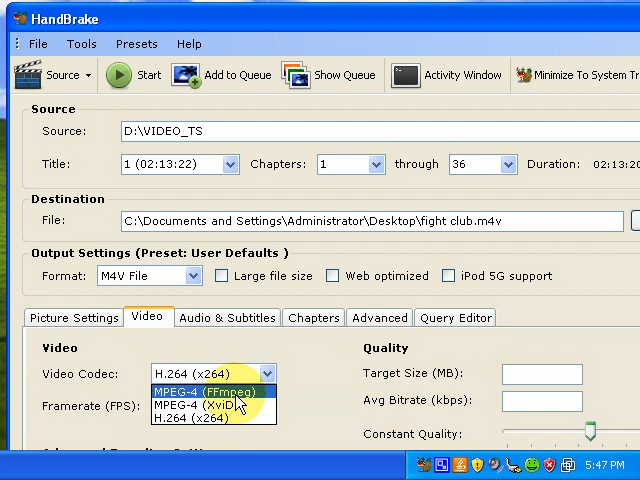 HandBrake
File Tools Presets Help
Source Start Add to Queue Show Queue Activity Window Minimize To System Tr
Source
Source: D:\VIDEO_TS
Title: 1 (02:13:22) Chapters: 1 through 36 Duration: 02:13:20
Destination
File: C:\Documents and Settings\Administrator\Desktop\fight club.m4v
Output Settings (Preset: User Defaults )
Format: M4V File Large file size Web optimized iPod 5G support
Picture Settings Video Audio & Subtitles Chapters Advanced Query Editor
Video Quality
Video Codec: H.264 (x264) Target Size (MB):
MPEG-4 (FFmpeg)
Framerate (FPS): MPEG-4 (XviD) Avg Bitrate (kbps):
H.264 (x264)
Constant Quality:
5:47 PM